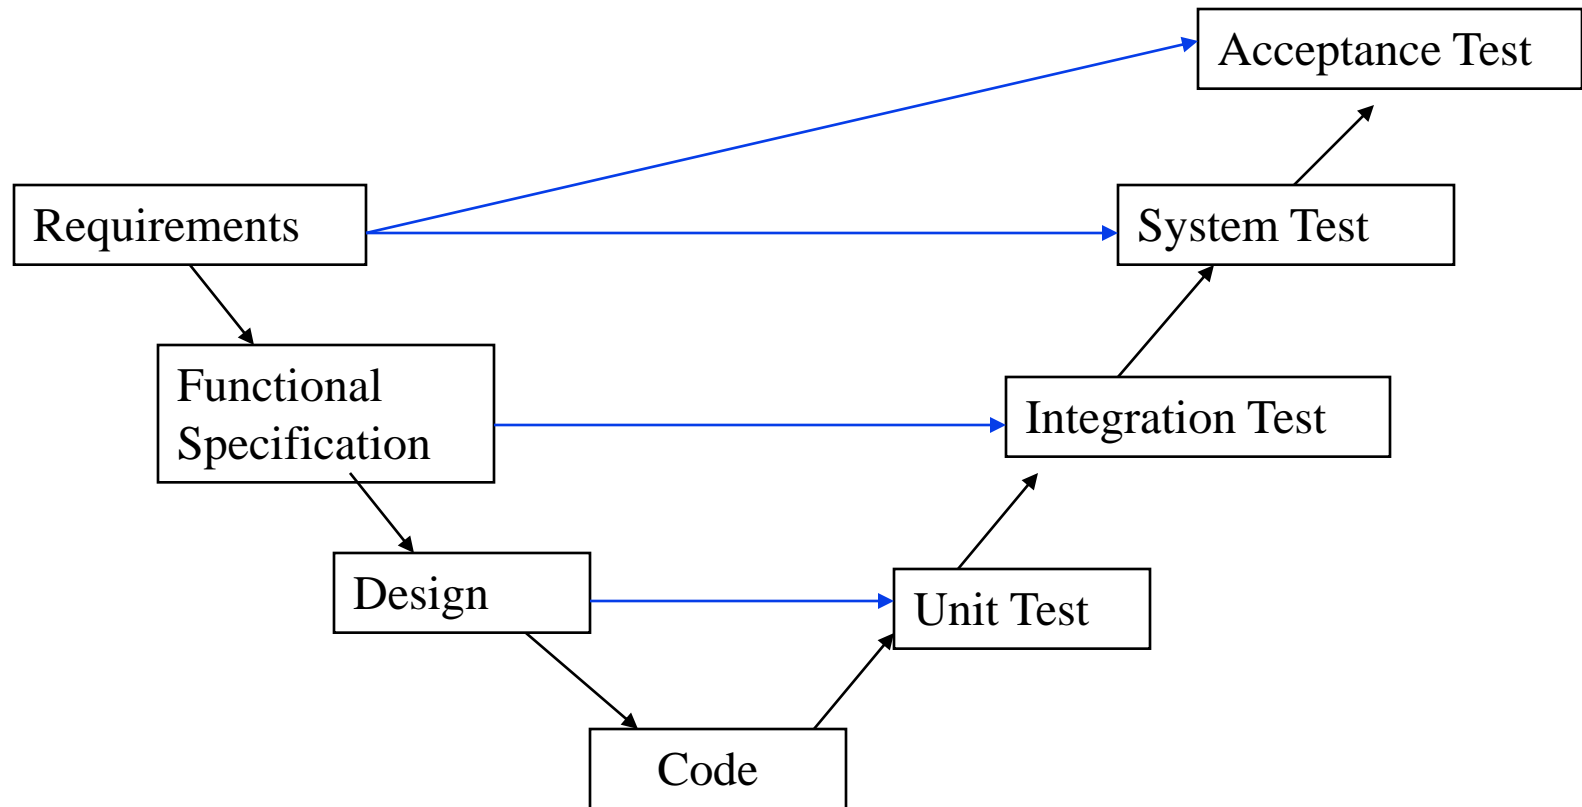 Acceptance Test
Requirements
System Test
Functional
Specification
Integration Test
Design
Unit Test
Code